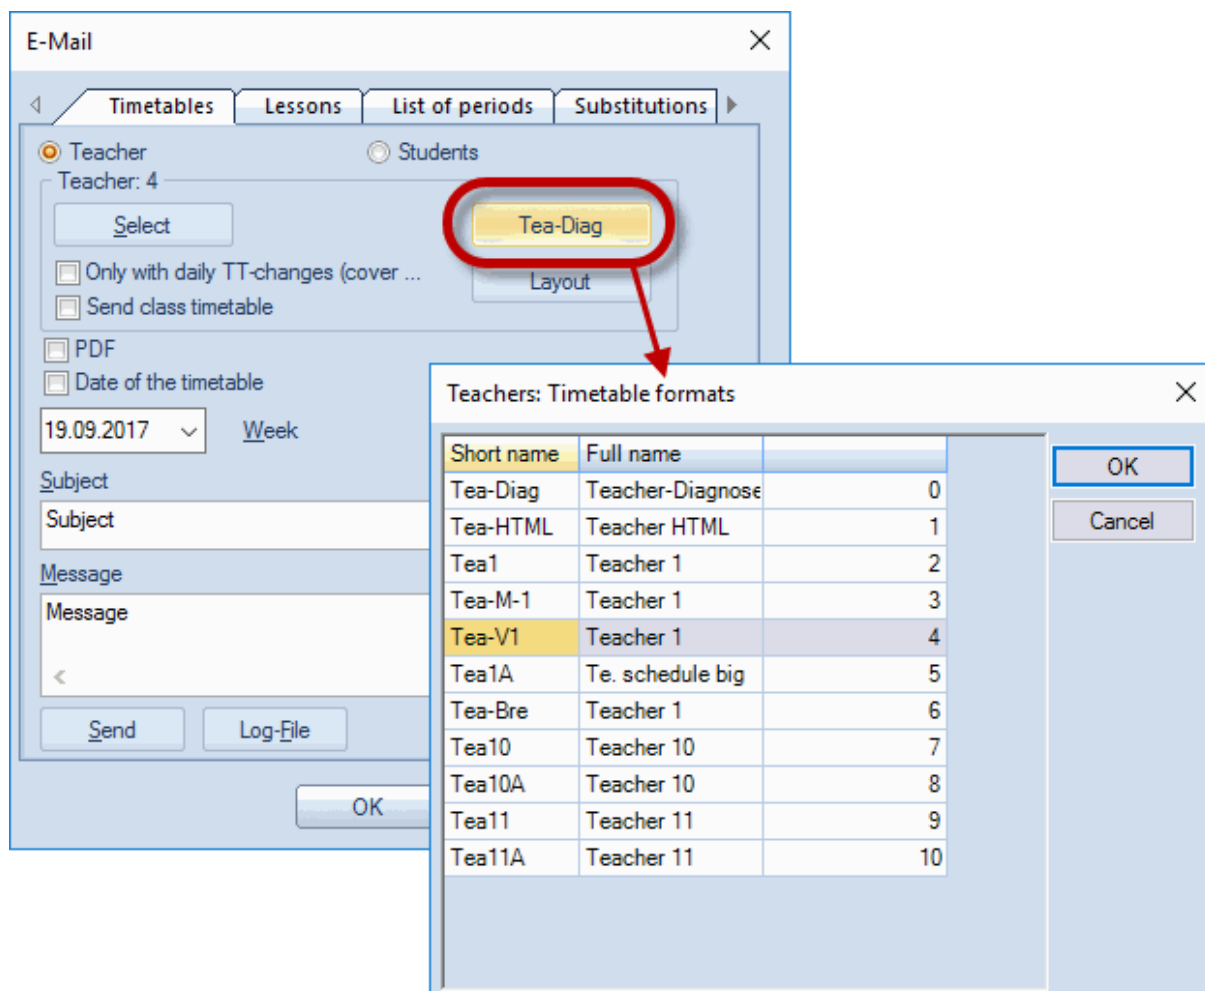 E-Mail
Timetables Lessons List of periods Substitutions
Teacher Students
Teacher: 4
Select Tea-Diag
Only with daily TT-changes (cover ...
Layout
Send class timetable
PDF
Date of the timetable
19.09.2017 Week
Subject
Subject
Message
Message
Send Log-File
OK
Teachers: Timetable formats
Short name Full name
Tea-Diag Teacher-Diagnose 0
Tea-HTML Teacher HTML 1
Tea1 Teacher 1 2
Tea-M-1 Teacher 1 3
Tea-V1 Teacher 1 4
Tea1A Te. schedule big 5
Tea-Bre Teacher 1 6
Tea10 Teacher 10 7
Tea10A Teacher 10 8
Tea11 Teacher 11 9
Tea11A Teacher 11 10
OK
Cancel